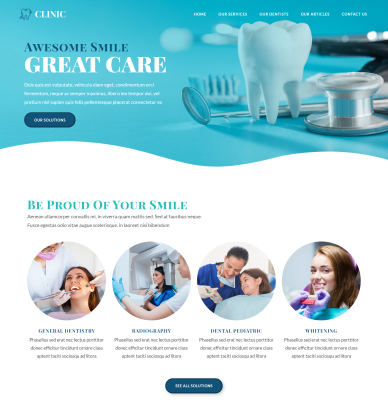 CLINIC
HOME OUR SERVICES OUR DENTISTS OUR ARTICLES CONTACT US
AWESOME SMILE
GREAT CARE
Duis quis est vulputate, vehicula diam eget, condimentum orci
fermentum, neque ac semper maximus, libero leo tempor dui, vel
pretium nisl sapien quis felis pellentesque placerat consectetur ex
OUR SOLUTIONS
BE PROUD OF YOUR SMILE
Aenean ullamcorper convallis mi, in viverra quam mattis sed. Sed at faucibus neque.
Fusce egestas odio vitae augue scelerisque, in laoreet nisi bibendum
GENERAL DENTISTRY
Phasellus sed erat nec lectus porttitor
donec efficitur tincidunt ornare class
aptent taciti sociosqu ad litora
RADIOGRAPHY
Phasellus sed erat nec lectus porttitor
donec efficitur tincidunt ornare class
aptent taciti sociosqu ad litora
DENTAL PEDIATRIC
Phasellus sed erat nec lectus porttitor
donec efficitur tincidunt ornare class
aptent taciti sociosqu ad litora
WHITENING
Phasellus sed erat nec lectus porttitor
donec efficitur tincidunt ornare class
aptent taciti sociosqu ad litora
SEE ALL SOLUTIONS